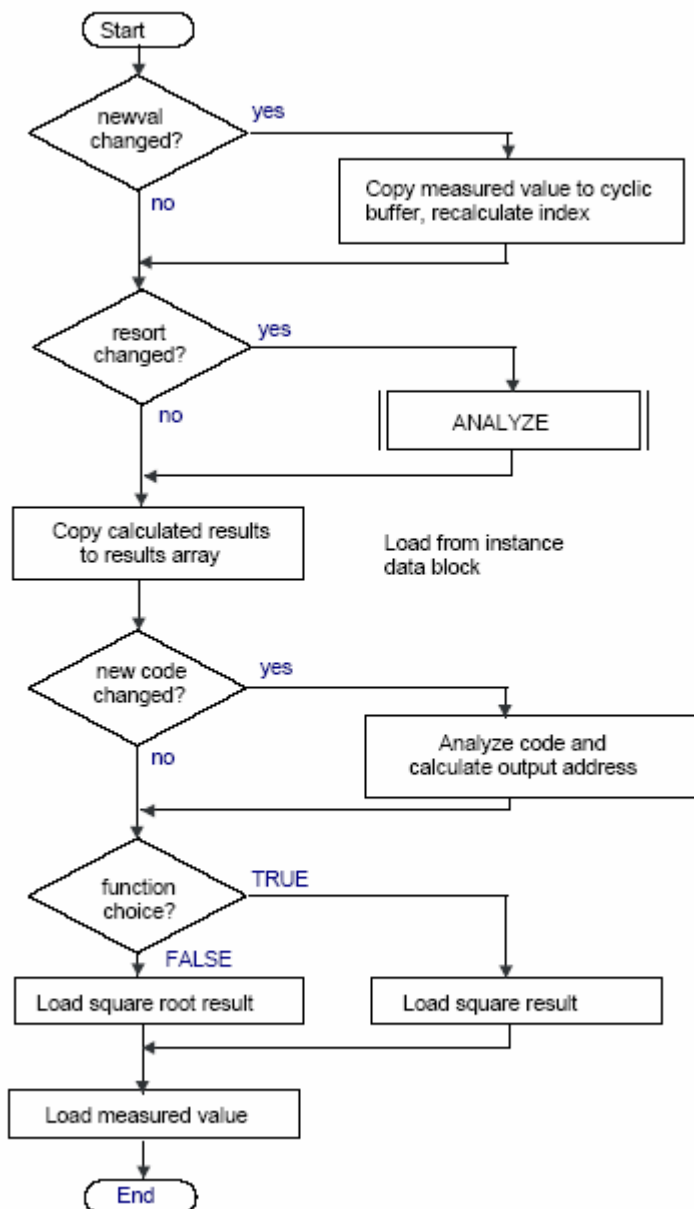 Start
newval
changed?
yes
no
Copy measured value to cyclic
buffer, recalculate index
resort
changed?
yes
no
ANALYZE
Copy calculated results
to results array
Load from instance
data block
new code
changed?
yes
no
Analyze code and
calculate output address
function
choice?
TRUE
FALSE
Load square root result
Load square result
Load measured value
End